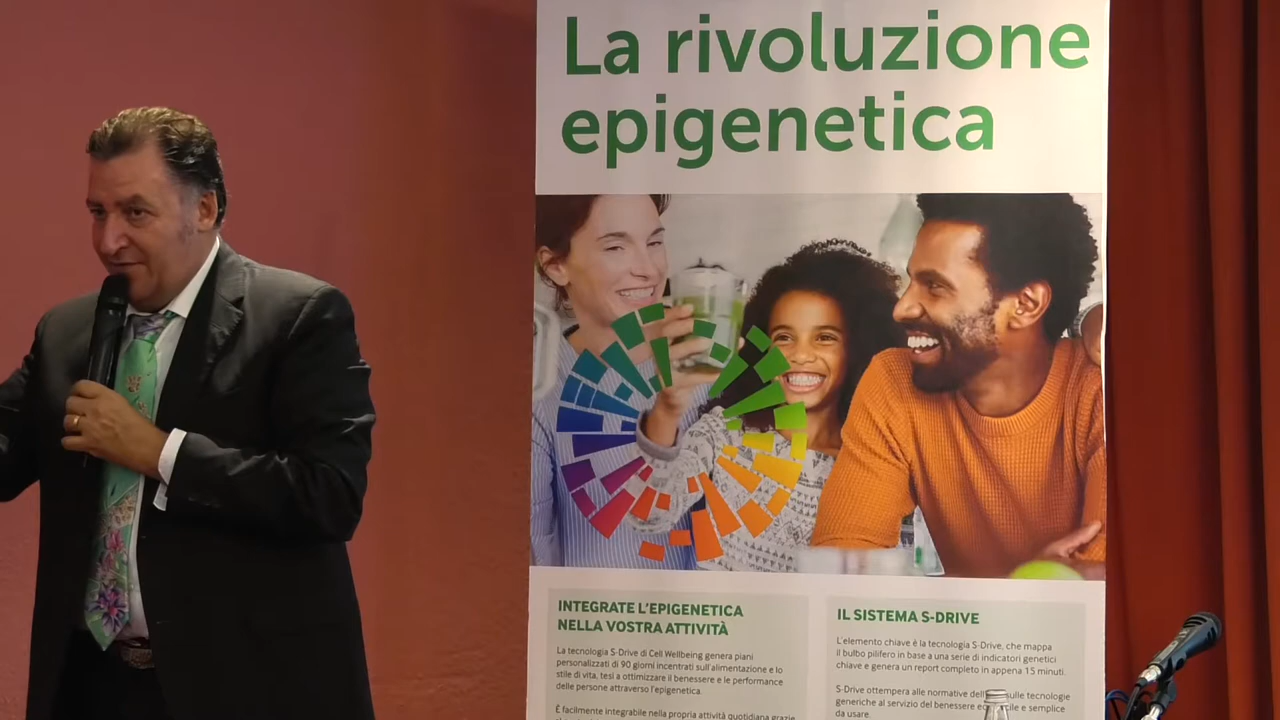 La rivoluzione
epigenetica
INTEGRATE L'EPIGENETICA
NELLA VOSTRA ATTIVITÀ
La tecnologia S-Drive di Cell Wellbeing genera piani
personalizzati di 90 giorni incentrati sull'alimentazione e lo
stile di vita, tesi a ottimizzare il benessere e le performance
delle persone attraverso l'epigenetica.
È facilmente integrabile nella propria attività quotidiana grazie
IL SISTEMA S-DRIVE
L'elemento chiave è la tecnologia S-Drive, che mappa
il bulbo pilifero in base a una serie di indicatori genetici
chiave e genera un report completo in appena 15 minuti.
S-Drive ottempera alle normative sulle tecnologie
generiche al servizio del benessere e semplice
da usare.